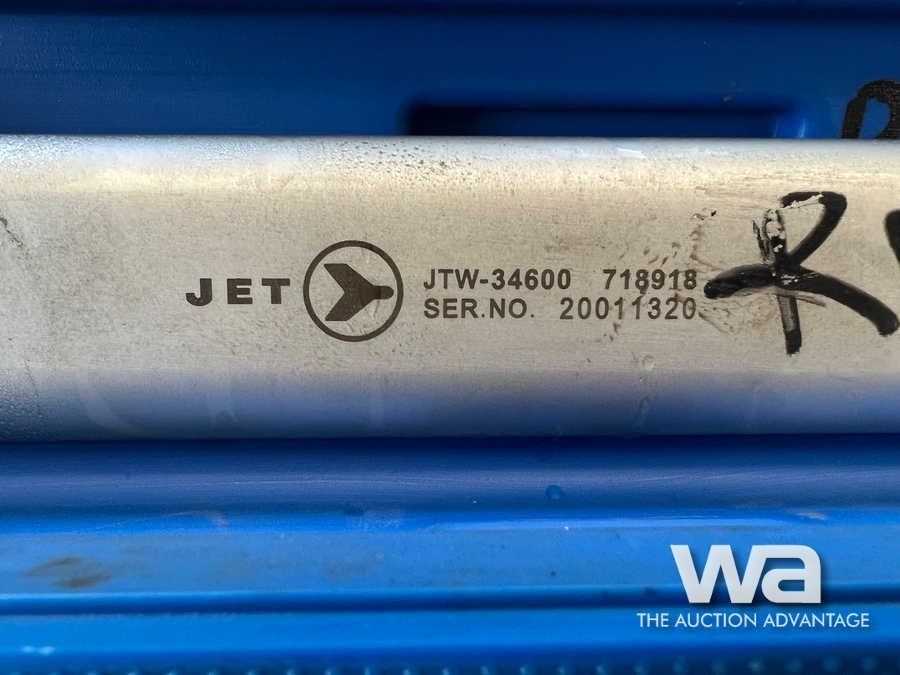 JET
JTW-34600 718918
SER.NO. 20011320
R
wa
THE AUCTION ADVANTAGE